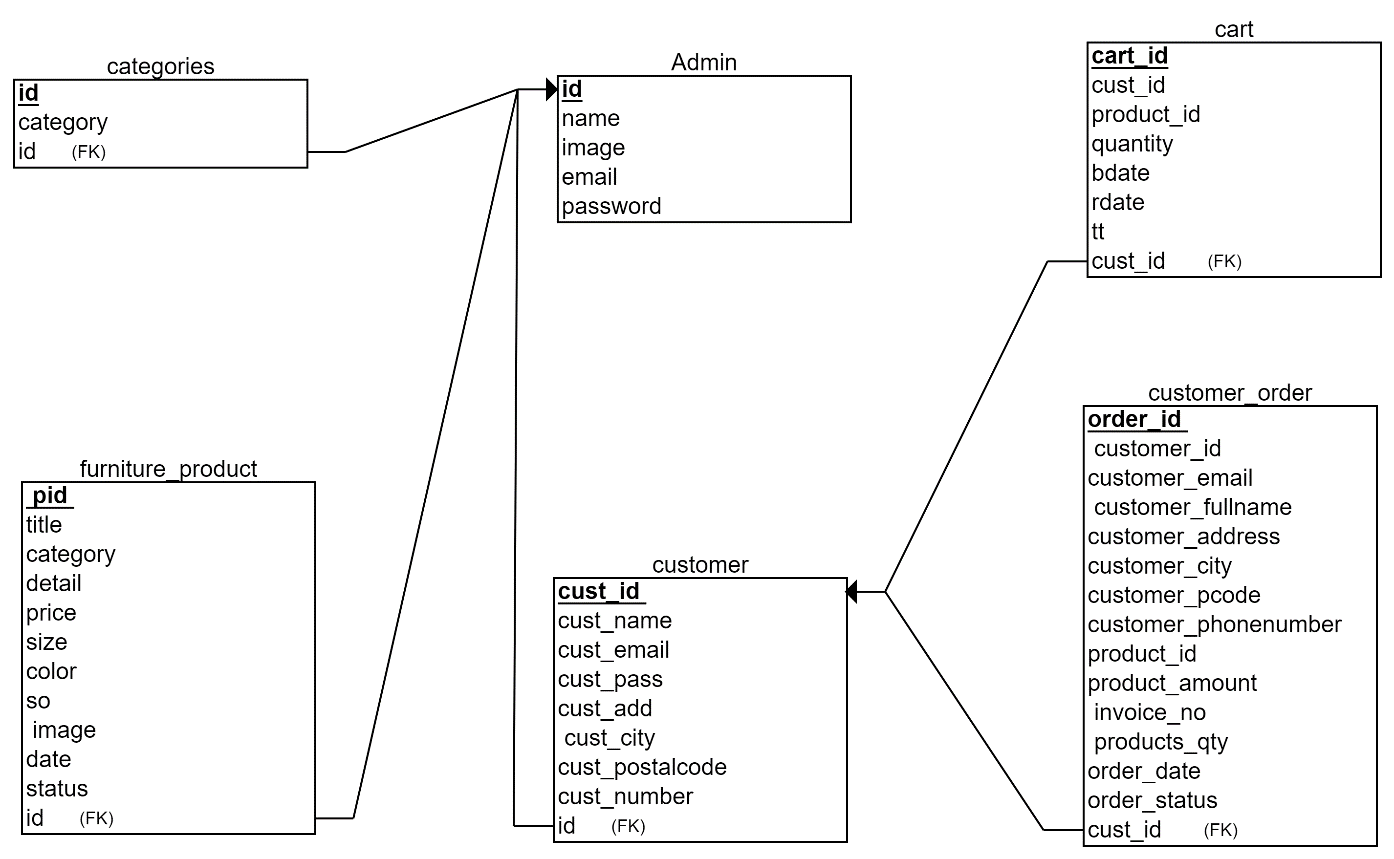 categories
id
category
id (FK)
Admin
id
name
image
email
password
cart
cart_id
cust_id
product_id
quantity
bdate
rdate
tt
cust_id (FK)
furniture_product
pid
title
category
detail
price
size
color
so
image
date
status
id (FK)
customer
cust_id
cust_name
cust_email
cust_pass
cust_add
cust_city
cust_postalcode
cust_number
id (FK)
customer_order
order_id
customer_id
customer_email
customer_fullname
customer_address
customer_city
customer_pcode
customer_phonenumber
product_id
product_amount
invoice_no
products_qty
order_date
order_status
cust_id (FK)